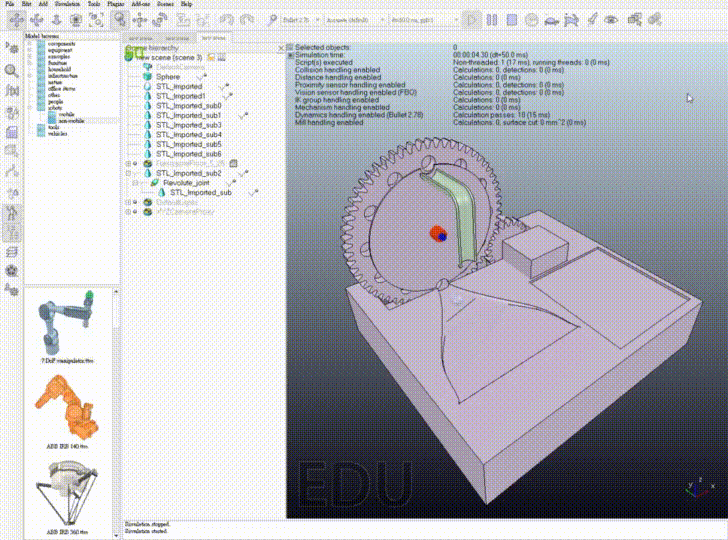 File Edit Add Simulation Tools Plugins Add-ons Scenes Help
Model browser
components
equipment
examples
furniture
household
infrastructure
nature
office items
other
people
robots
mobile
non-mobile
tools
vehicles
7 DoF manipulator.ttm
ABB IRB 140.ttm
ABB IRB 360.ttm
Scene hierarchy
new scene (scene 3)
DefaultCamera
Sphere
STL_Imported
STL_Imported1
STL_Imported_sub0
STL_Imported_sub1
STL_Imported_sub3
STL_Imported_sub4
STL_Imported_sub5
STL_Imported_sub6
STL_Imported_sub2
Revolute_joint
STL_Imported_sub
DefaultLights
XYZCameraProxy
Selected objects: 0
Simulation time: 00:00:04.30 (dt=50.0 ms)
Script(s) executed Non-threaded: 1 (17 ms), running threads: 0 (0 ms)
Collision handling enabled Calculations: 0, detections: 0 (0 ms)
Distance handling enabled Calculations: 0 (0 ms)
Proximity sensor handling enabled Calculations: 0, detections: 0 (0 ms)
Vision sensor handling enabled (FBO) Calculations: 0, detections: 0 (0 ms)
IK group handling enabled Calculations: 0 (0 ms)
Mechanism handling enabled Calculations: 0 (0 ms)
Dynamics handling enabled (Bullet 2.78) Calculation passes: 10 (15 ms)
Mill handling enabled Calculations: 0, surface cut 0 mm^2 (0 ms)
EDU
z
y
x
Simulation stopped.
Simulation started.